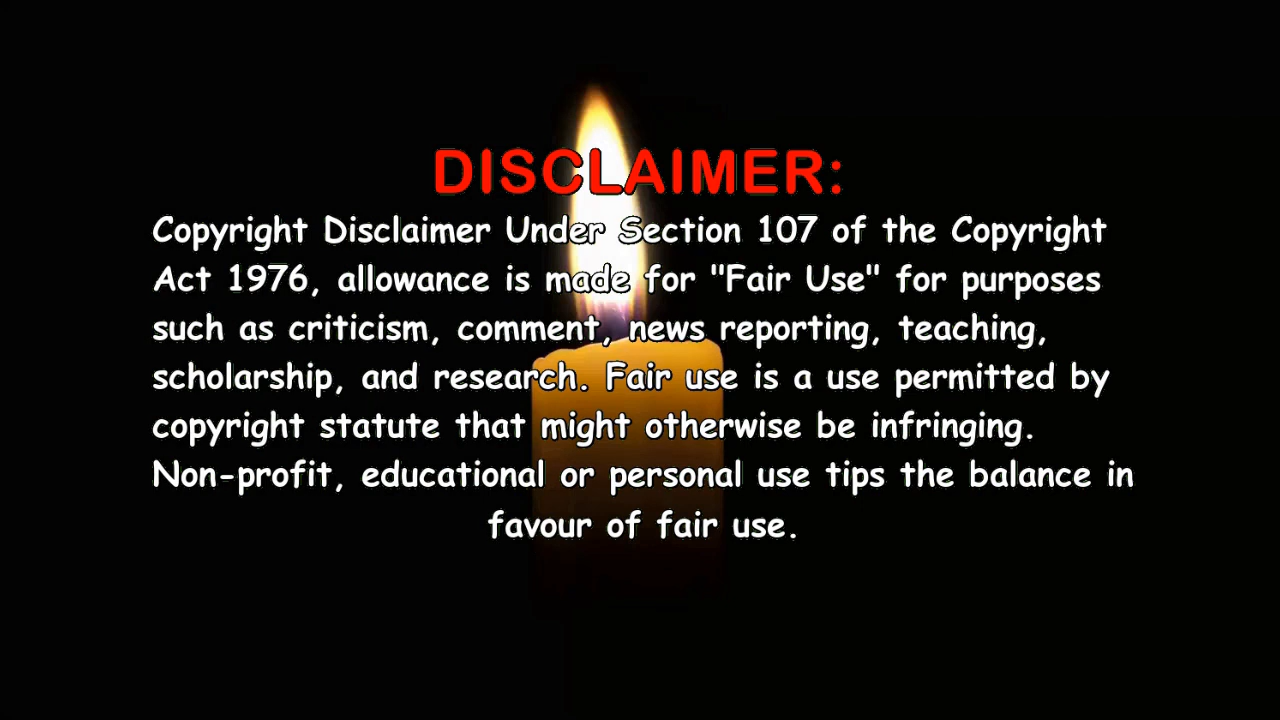 DISCLAIMER:
Copyright Disclaimer Under Section 107 of the Copyright
Act 1976, allowance is made for "Fair Use" for purposes
such as criticism, comment, news reporting, teaching,
scholarship, and research. Fair use is a use permitted by
copyright statute that might otherwise be infringing.
Non-profit, educational or personal use tips the balance in
favour of fair use.